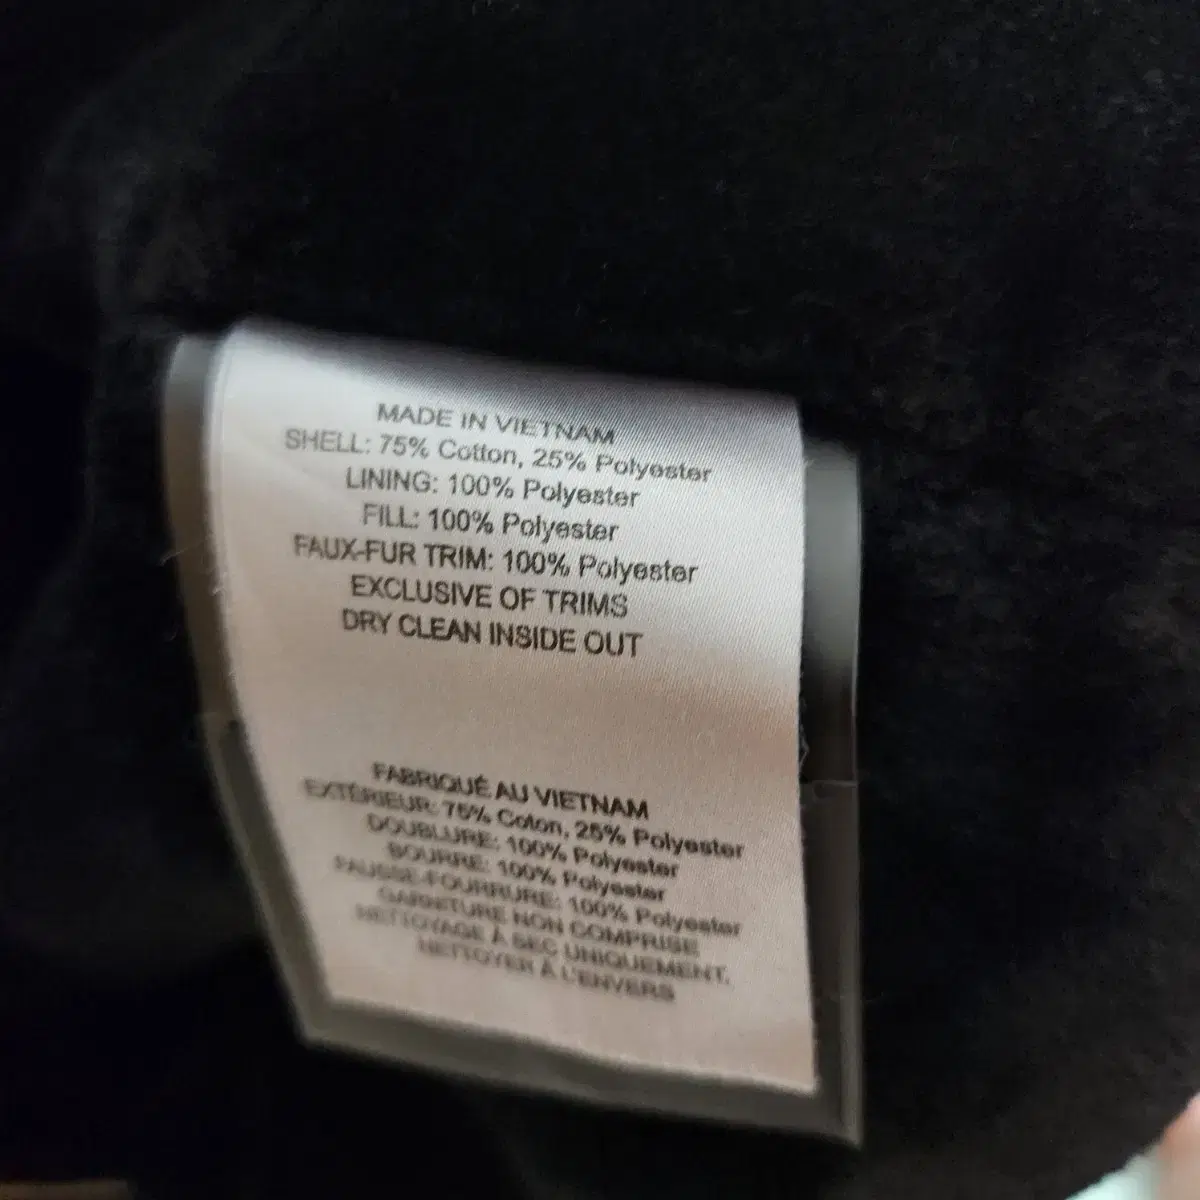 MADE IN VIETNAM
SHELL: 75% Cotton, 25% Polyester
LINING: 100% Polyester
FILL: 100% Polyester
FAUX-FUR TRIM: 100% Polyester
EXCLUSIVE OF TRIMS
DRY CLEAN INSIDE OUT
FABRIQUÉ AU VIETNAM
EXTÉRIEUR: 75% Coton, 25% Polyester
DOUBLURE: 100% Polyester
BOURRE: 100% Polyester
FAUSSE-FOURRURE: 100% Polyester
GARNITURE NON COMPRISE
NETTOYAGE À SEC UNIQUEMENT.
NETTOYER À L'ENVERS